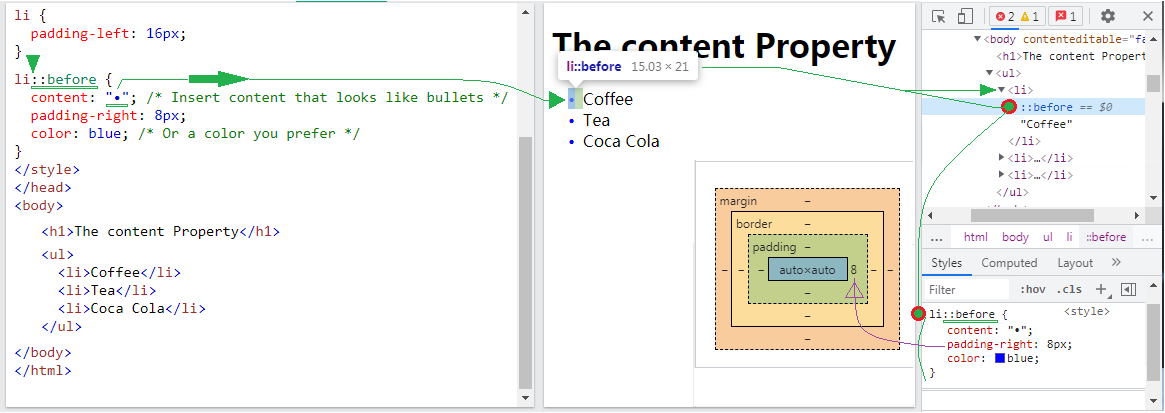 li {
padding-left: 16px;
}
li::before {
content: "•"; /* Insert content that looks like bullets */
padding-right: 8px;
color: blue; /* Or a color you prefer */
}
</style>
</head>
<body>
<h1>The content Property</h1>
<ul>
<li>Coffee</li>
<li>Tea</li>
<li>Coca Cola</li>
</ul>
</body>
</html>
The content Property
li::before 15.03 × 21
• Coffee
• Tea
• Coca Cola
margin –
border –
padding –
– – – auto×auto 8 – –
–
–
–
2 1 1
<body contenteditable="fa
<h1>The content Propert
<ul>
<li>
::before == $0
"Coffee"
</li>
<li>…</li>
<li>…</li>
</ul>
… html body ul li ::before …
Styles Computed Layout »
Filter :hov .cls +
li::before { <style>
content: "•";
padding-right: 8px;
color: blue;
}